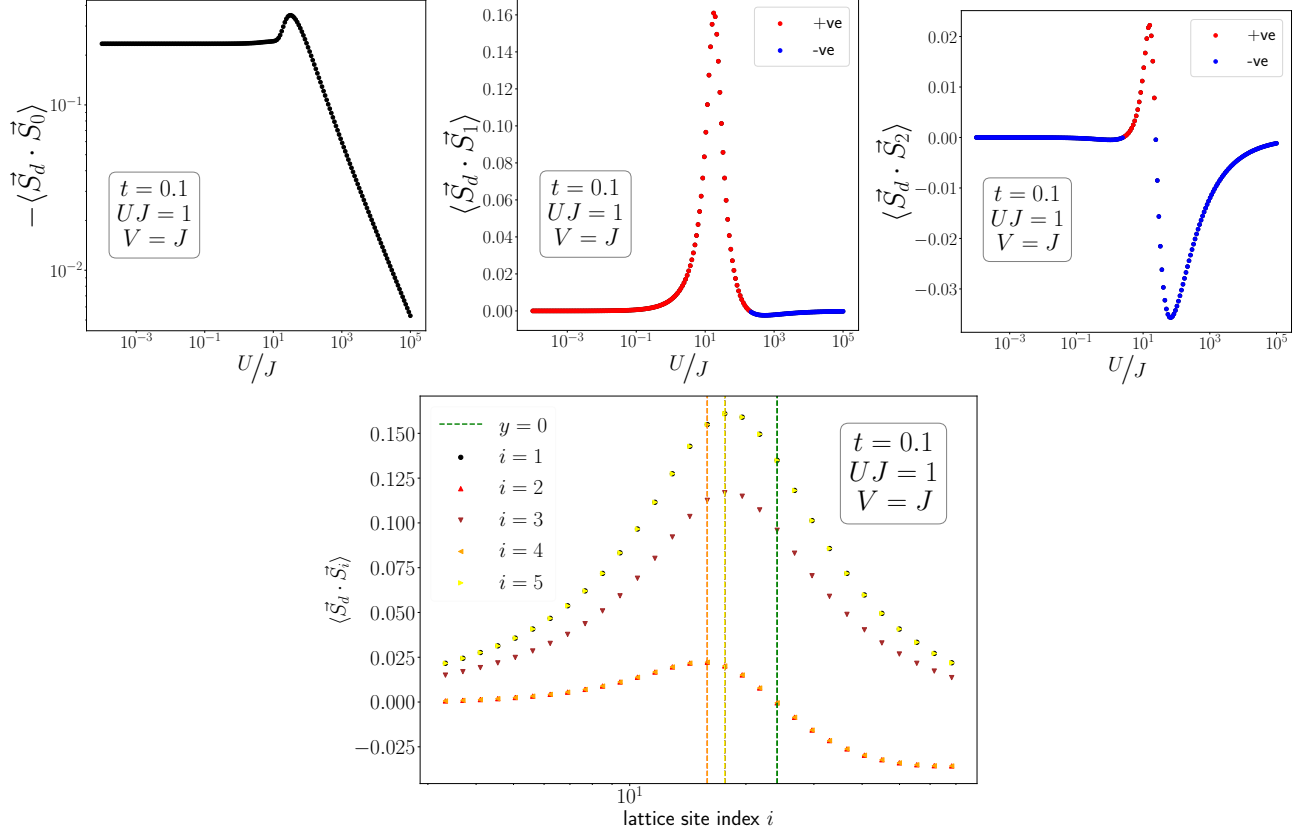 −⟨S⃗_d · S⃗_0⟩
10^{−1}
10^{−2}
t = 0.1
UJ = 1
V = J
10^{−3} 10^{−1} 10^1 10^3 10^5
U/J
⟨S⃗_d · S⃗_1⟩
0.16
0.14
0.12
0.10
0.08
0.06
0.04
0.02
0.00
+ve
-ve
t = 0.1
UJ = 1
V = J
10^{−3} 10^{−1} 10^1 10^3 10^5
U/J
⟨S⃗_d · S⃗_2⟩
0.02
0.01
0.00
−0.01
−0.02
−0.03
+ve
-ve
t = 0.1
UJ = 1
V = J
10^{−3} 10^{−1} 10^1 10^3 10^5
U/J
⟨S⃗_d · S⃗_i⟩
0.150
0.125
0.100
0.075
0.050
0.025
0.000
−0.025
y = 0
i = 1
i = 2
i = 3
i = 4
i = 5
t = 0.1
UJ = 1
V = J
10^1
lattice site index i